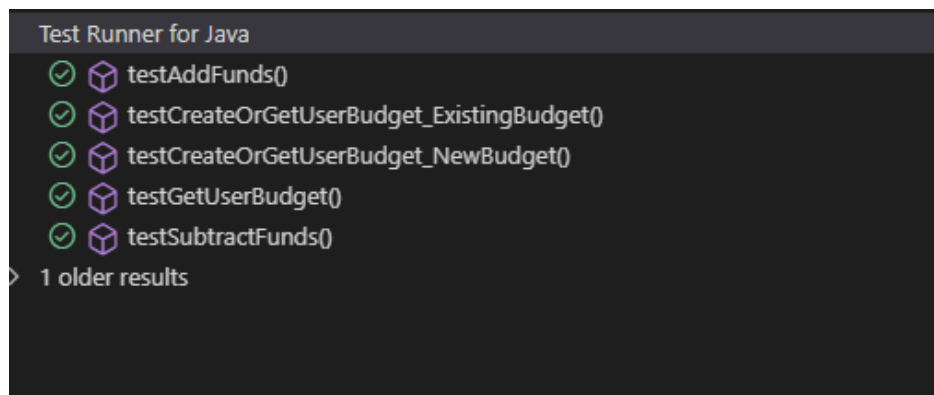 Test Runner for Java
testAddFunds()
testCreateOrGetUserBudget_ExistingBudget()
testCreateOrGetUserBudget_NewBudget()
testGetUserBudget()
testSubtractFunds()
1 older results